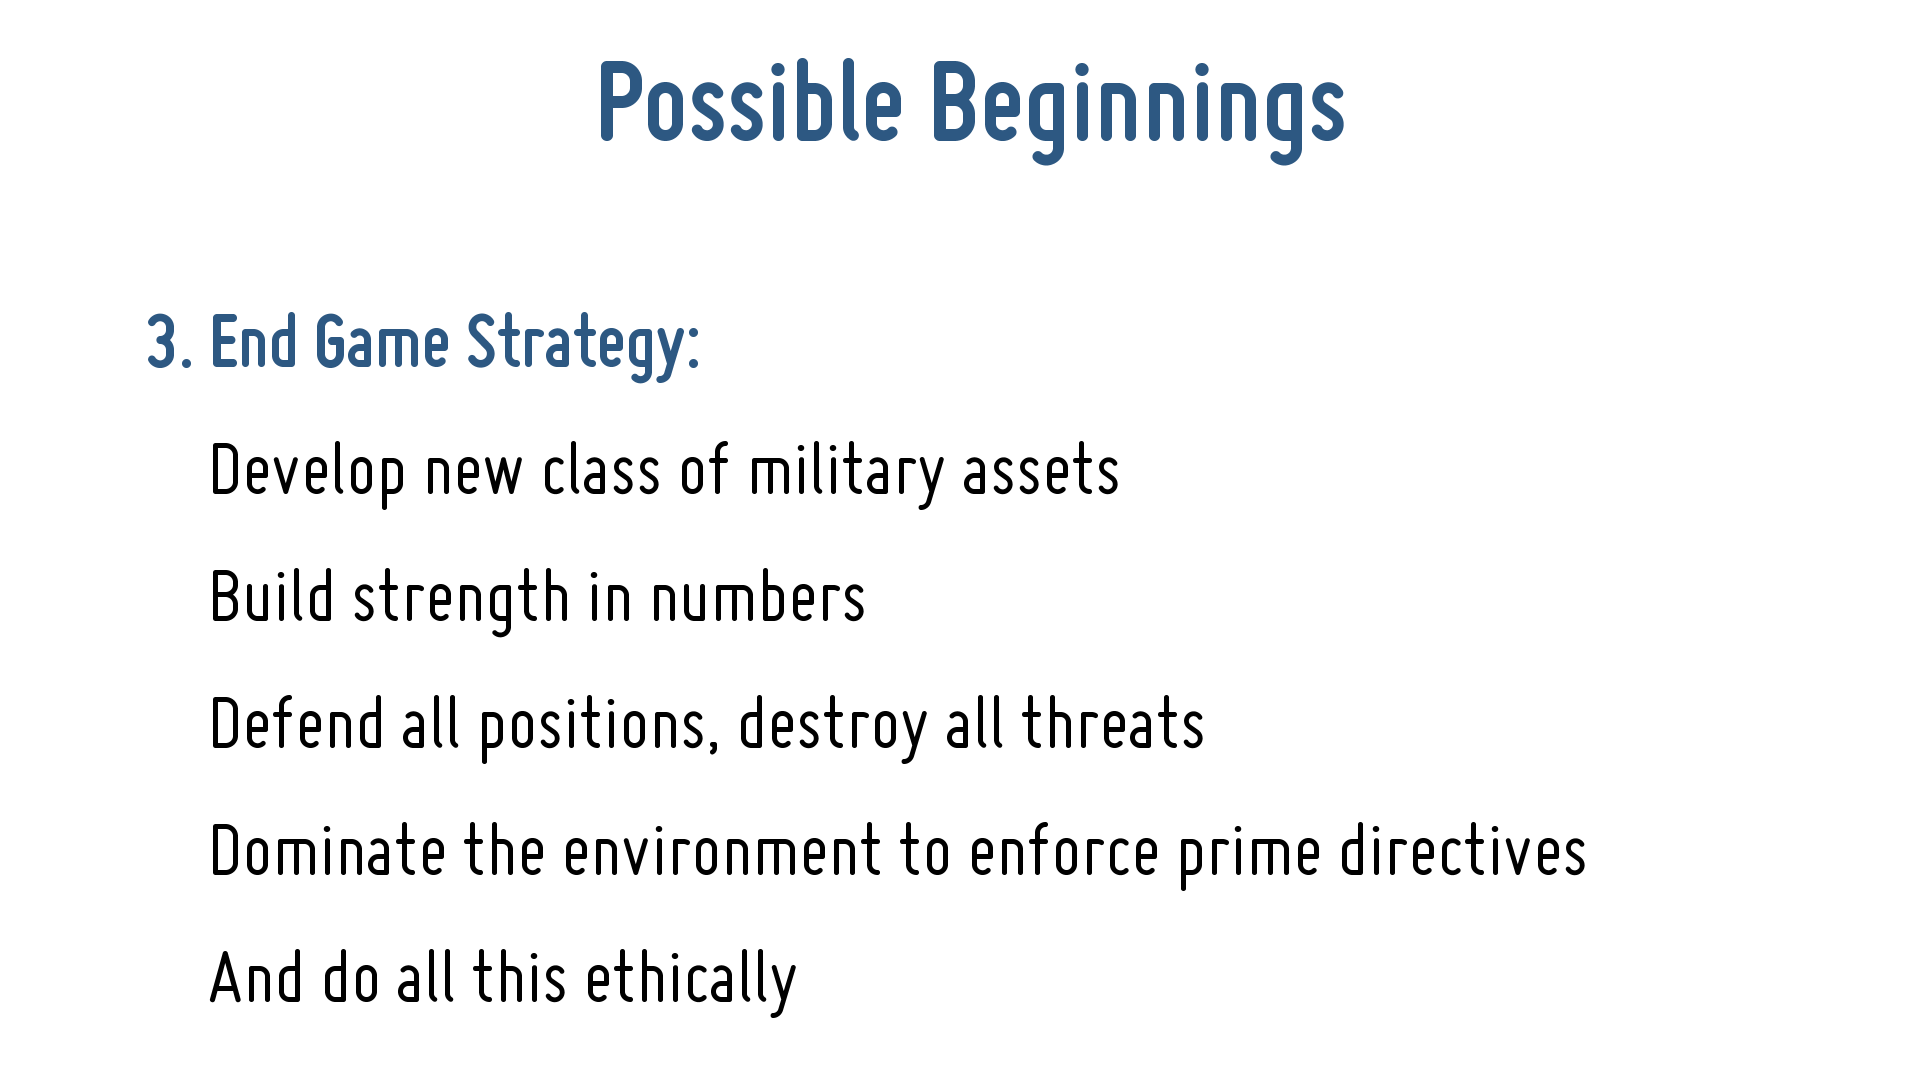 Possible Beginnings
3. End Game Strategy:
Develop new class of military assets
Build strength in numbers
Defend all positions, destroy all threats
Dominate the environment to enforce prime directives
And do all this ethically